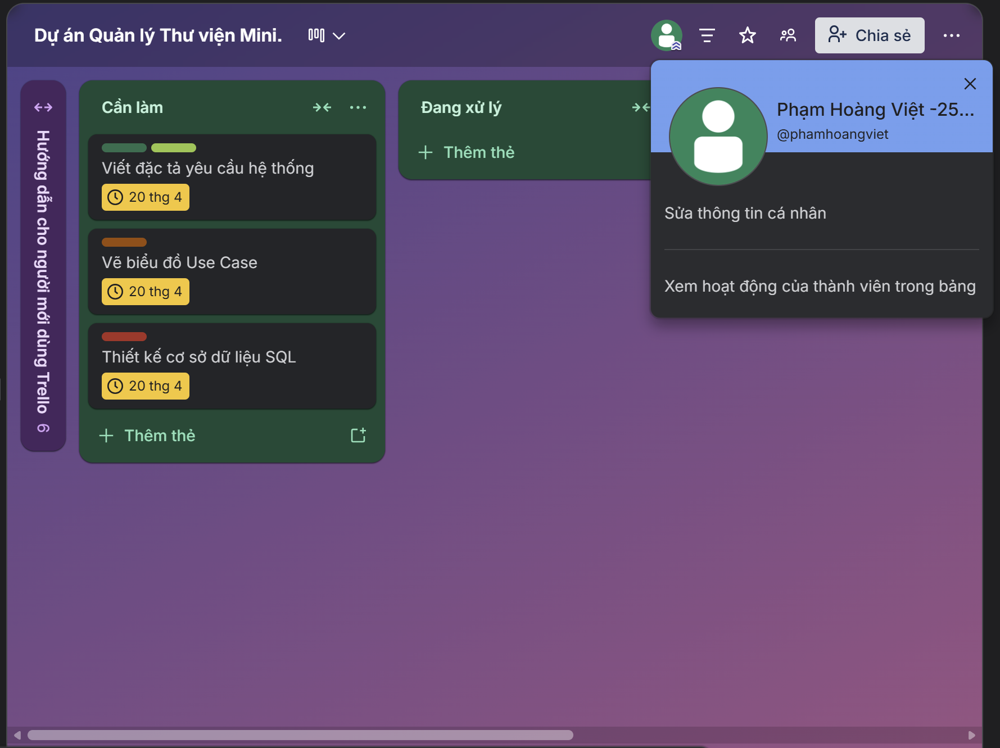 Dự án Quản lý Thư viện Mini.
Chia sẻ
Hướng dẫn cho người mới dùng Trello 6
Cần làm
Viết đặc tả yêu cầu hệ thống
20 thg 4
Vẽ biểu đồ Use Case
20 thg 4
Thiết kế cơ sở dữ liệu SQL
20 thg 4
Thêm thẻ
Đang xử lý
Thêm thẻ
Phạm Hoàng Việt -25...
@phamhoangviet
Sửa thông tin cá nhân
Xem hoạt động của thành viên trong bảng